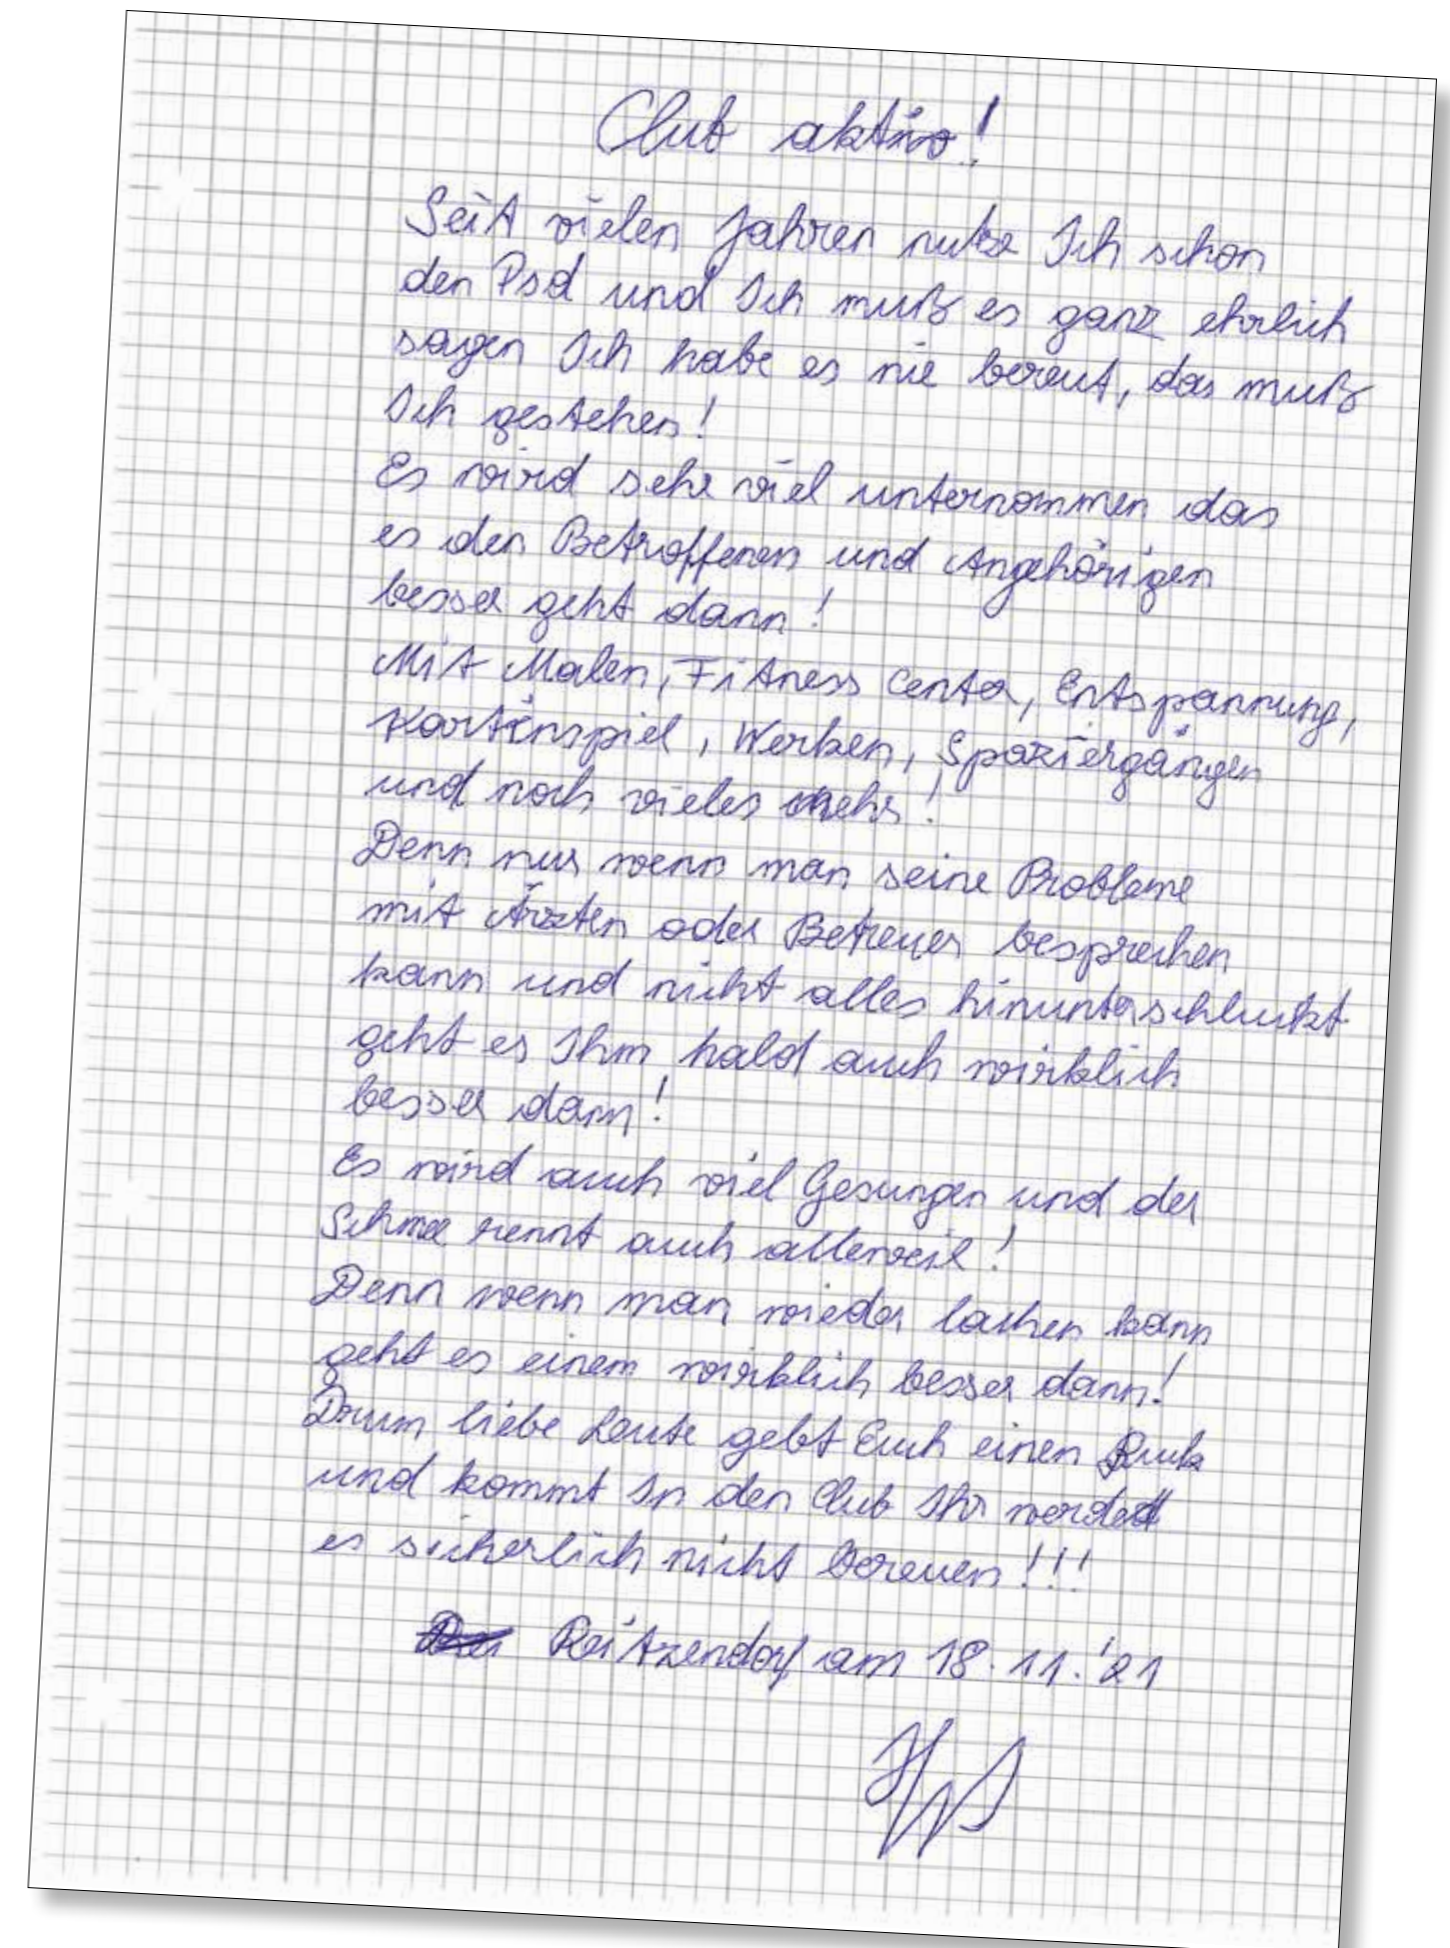 Club aktiv!
Seit vielen Jahren nutze Ich schon
den Psd und Ich muß es ganz ehrlich
sagen Ich habe es nie bereut, das muß
Ich gestehen!
Es wird sehr viel unternommen das
es den Betroffenen und Angehörigen
besser geht dann!
Mit Malen, Fitness Center, Entspannung,
Kartenspiel, Werken, Spaziergängen
und noch vieles mehr!
Denn nur wenn man seine Probleme
mit Ärzten oder Betreuer besprechen
kann und nicht alles hinunterschluckt
geht es Ihm hald auch wirklich
besser dann!
Es wird auch viel Gesungen und der
Schmee rennt auch allerweil!
Denn wenn man wieder lachen kann
geht es einem wirklich besser dann!
Drum liebe Leute gebt Euch einen Ruck
und kommt In den Club Ihr werdet
es sicherlich nicht bereuen!!!
Reitzendorf am 18.11.'21